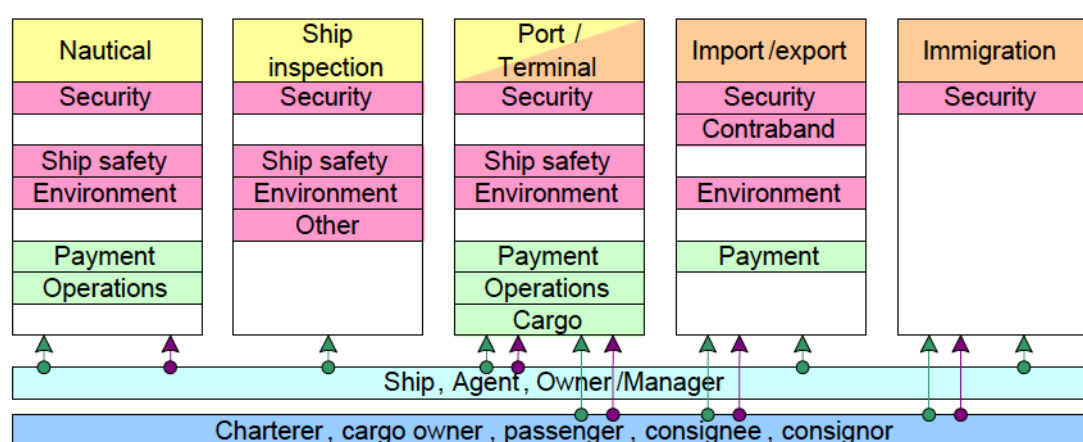 Nautical
Security
Ship safety
Environment
Payment
Operations
Ship
inspection
Security
Ship safety
Environment
Other
Port /
Terminal
Security
Ship safety
Environment
Payment
Operations
Cargo
Import/export
Security
Contraband
Environment
Payment
Immigration
Security
Ship, Agent, Owner/Manager
Charterer, cargo owner, passenger, consignee, consignor